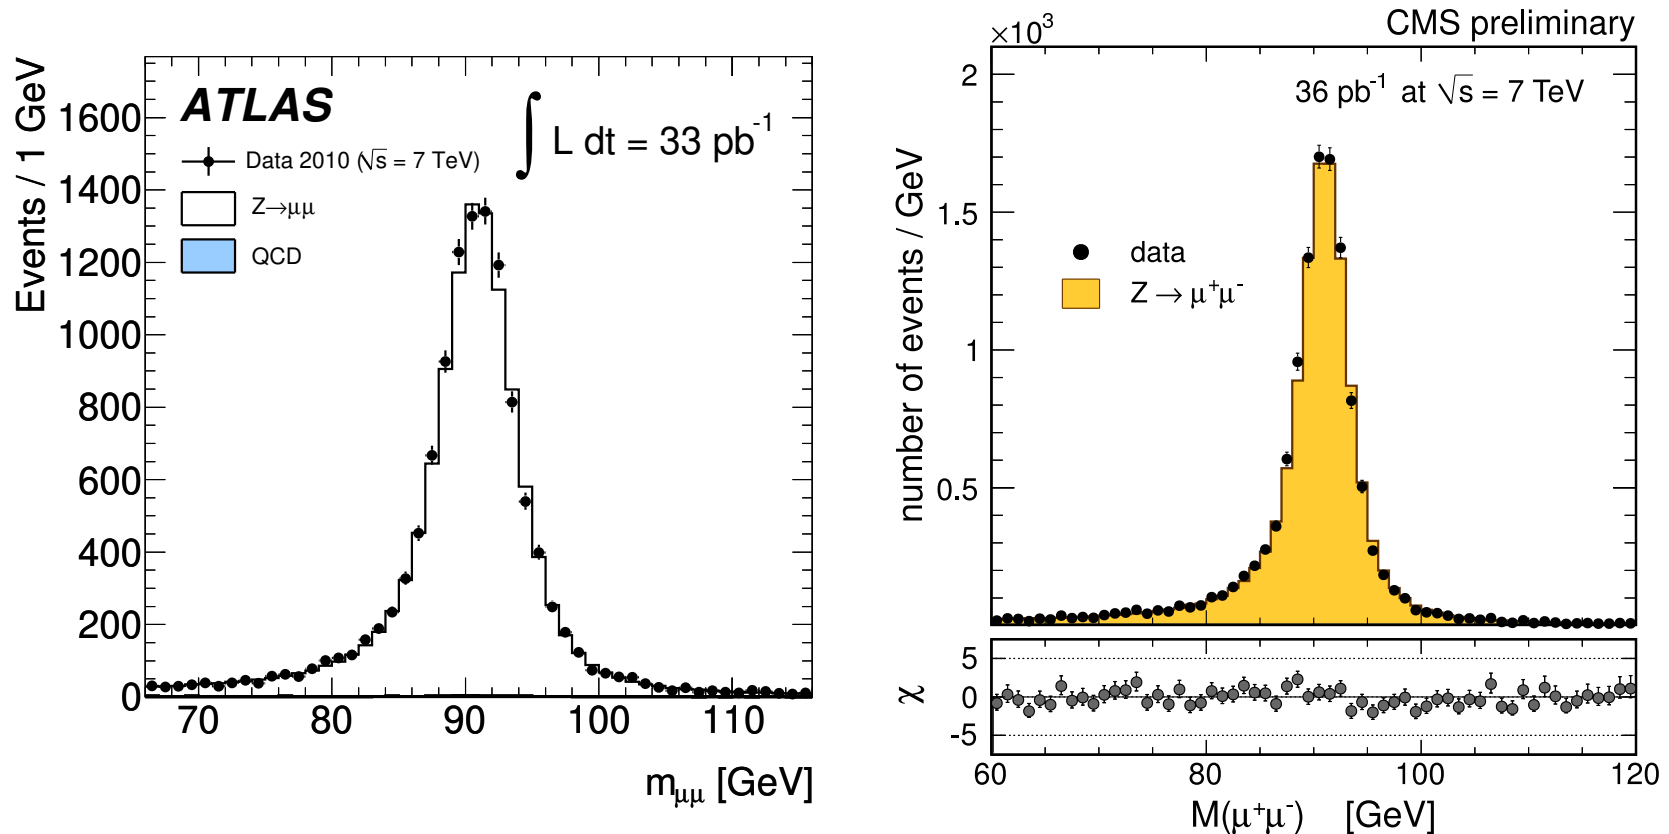 ATLAS
∫ L dt = 33 pb⁻¹
Data 2010 (√s = 7 TeV)
Z→μμ
QCD
Events / 1 GeV
1600
1400
1200
1000
800
600
400
200
0
70 80 90 100 110
m_μμ [GeV]
CMS preliminary
×10³
36 pb⁻¹ at √s = 7 TeV
data
Z → μ⁺μ⁻
number of events / GeV
2
1.5
1
0.5
χ
5
0
-5
60 80 100 120
M(μ⁺μ⁻) [GeV]